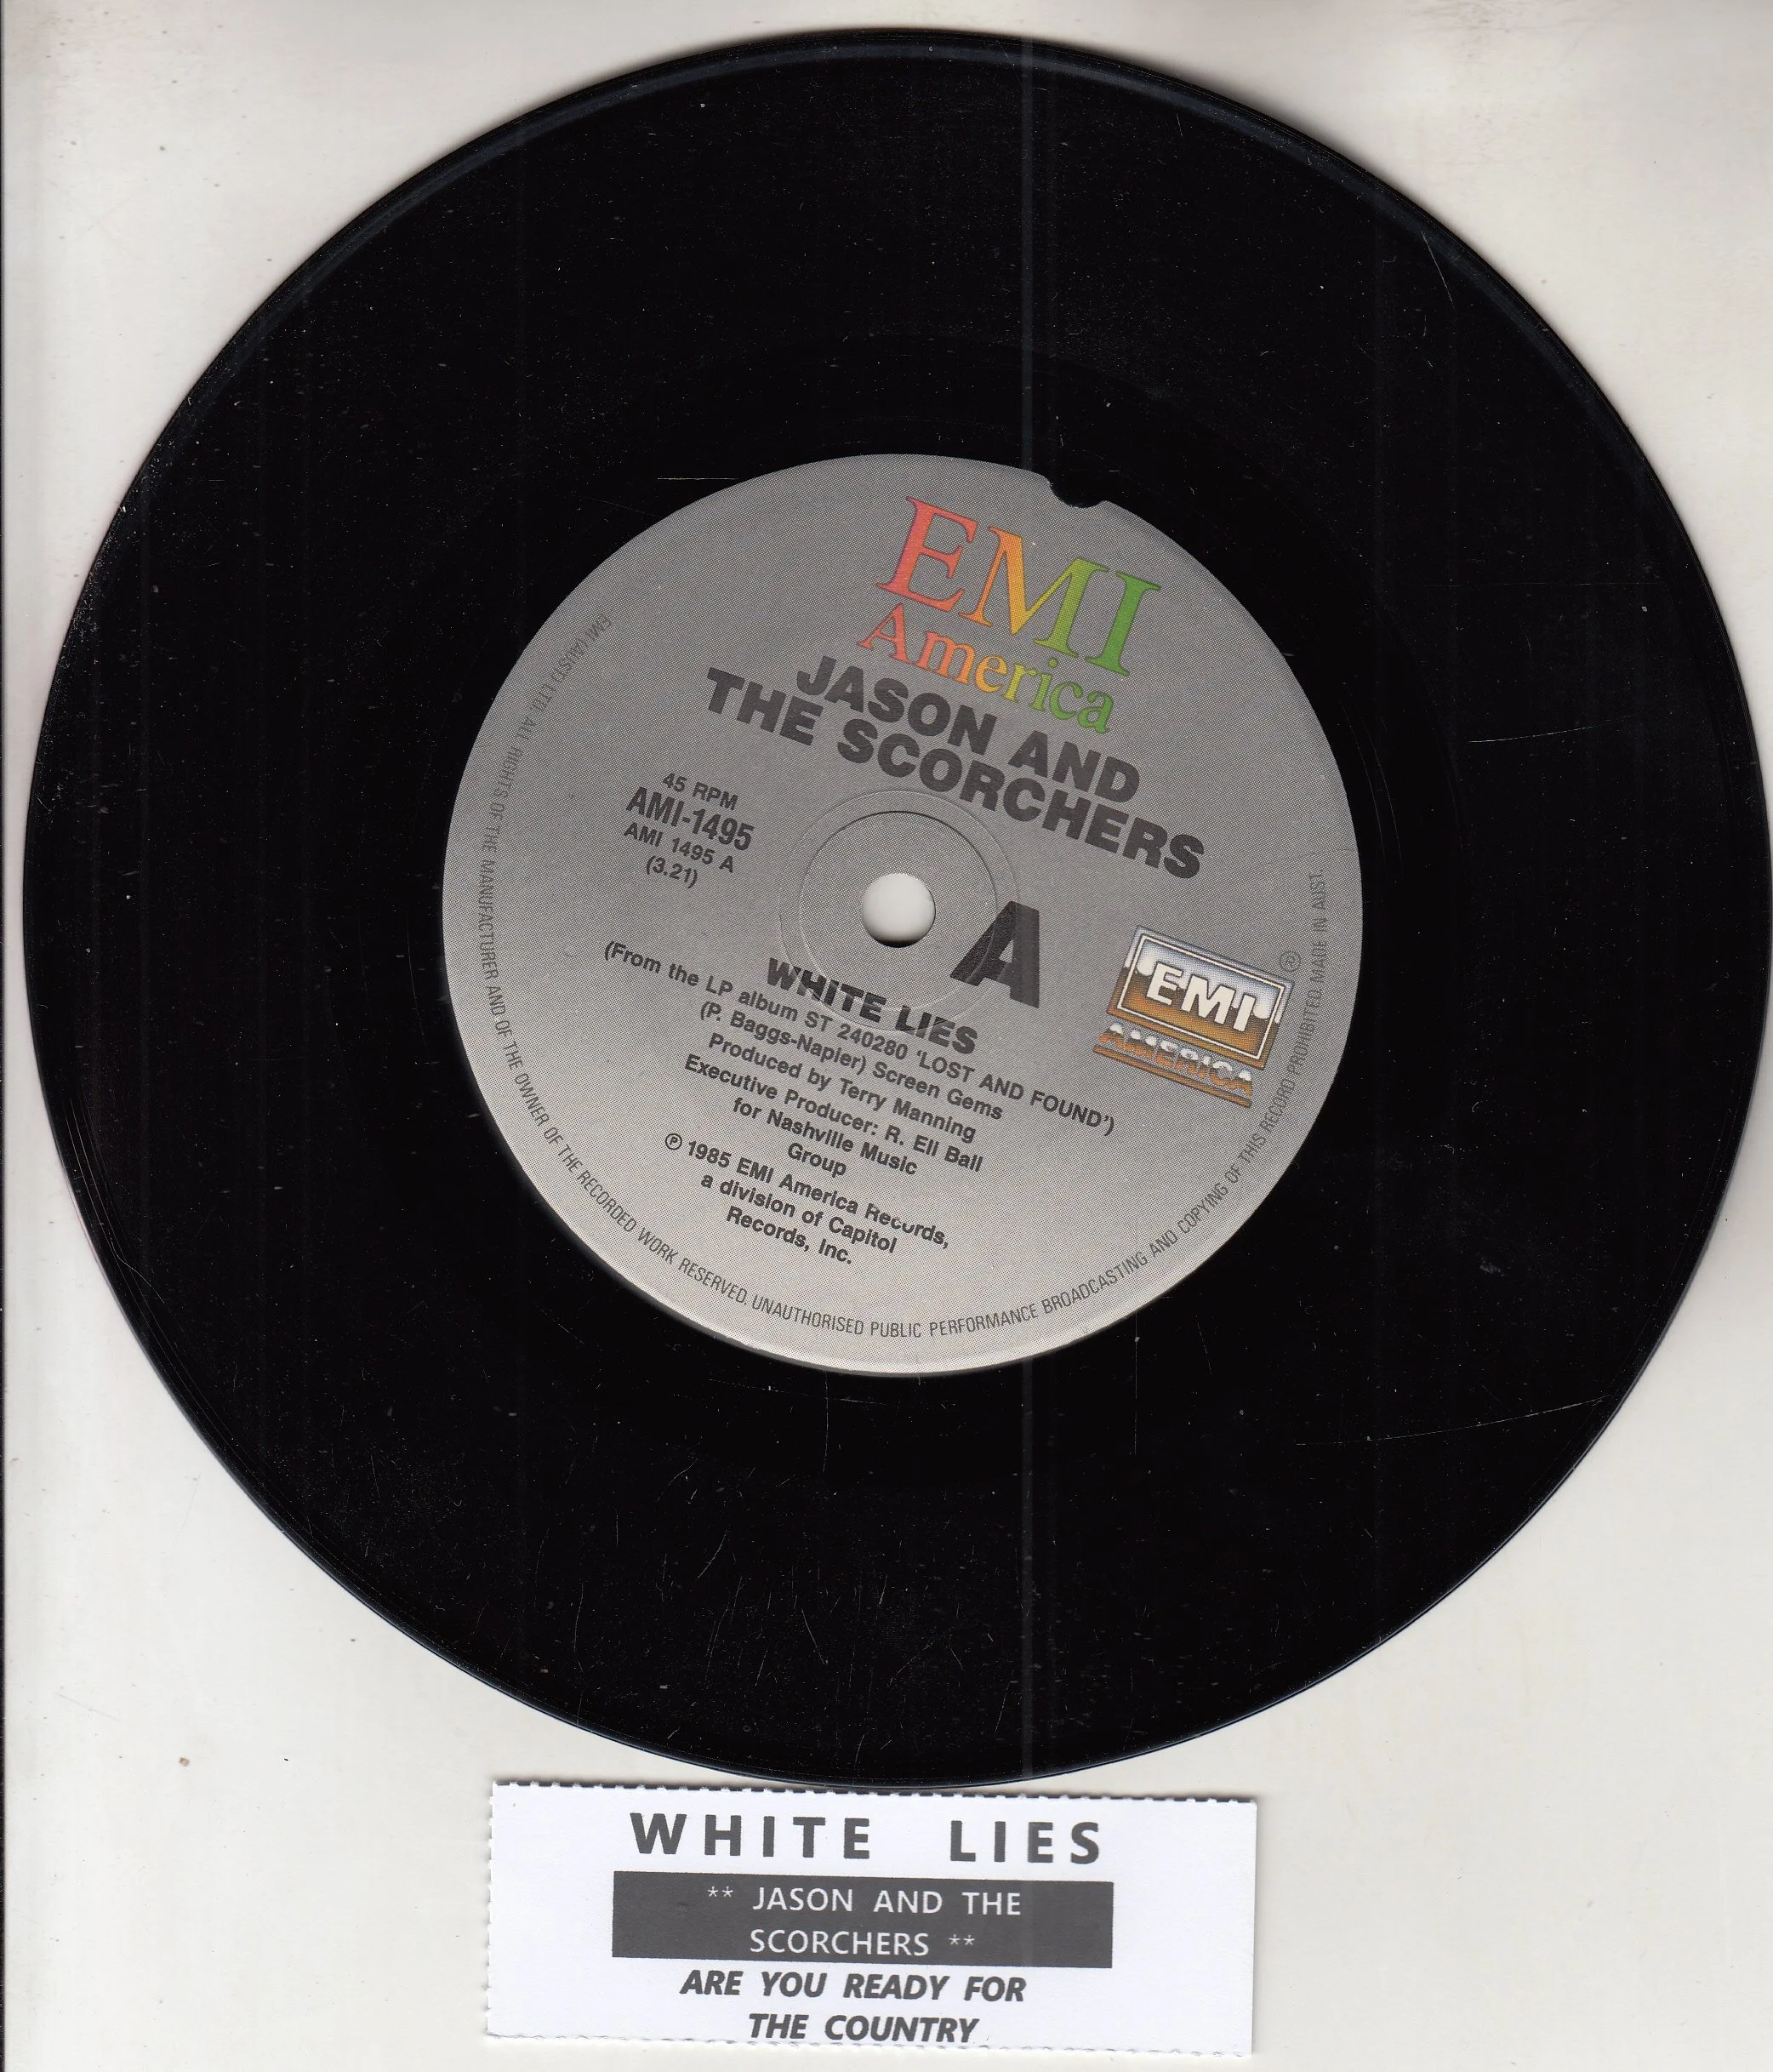 EMI
America
JASON AND
THE SCORCHERS
45 RPM
AMI-1495
AMI 1495 A
(3.21)
A
EMI
AMERICA
®
WHITE LIES
(From the LP album ST 240280 'LOST AND FOUND')
(P. Baggs-Napier) Screen Gems
Produced by Terry Manning
Executive Producer: R. Eli Ball
for Nashville Music
Group
℗ 1985 EMI America Records,
a division of Capitol
Records, Inc.
EMI (AUST) LTD. ALL RIGHTS OF THE MANUFACTURER AND OF THE OWNER OF THE RECORDED WORK RESERVED. UNAUTHORISED PUBLIC PERFORMANCE BROADCASTING AND COPYING OF THIS RECORD PROHIBITED. MADE IN AUST.
WHITE LIES
** JASON AND THE
SCORCHERS **
ARE YOU READY FOR
THE COUNTRY